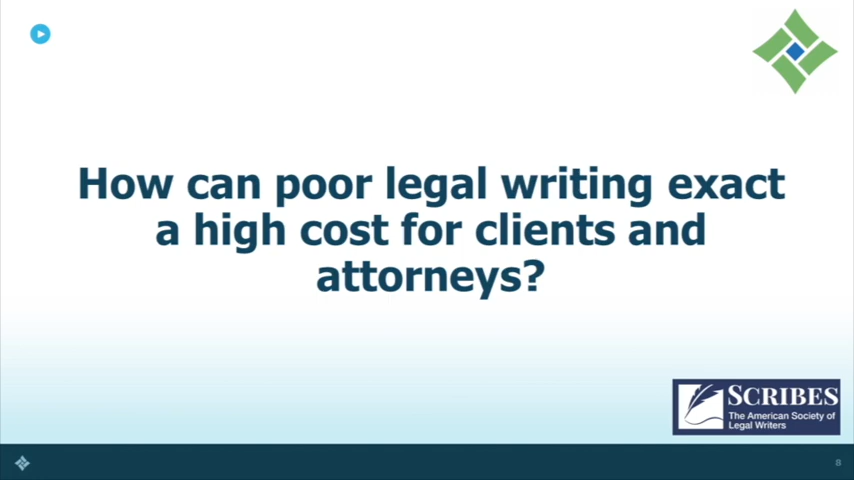 How can poor legal writing exact
a high cost for clients and
attorneys?
SCRIBES
The American Society of
Legal Writers
8